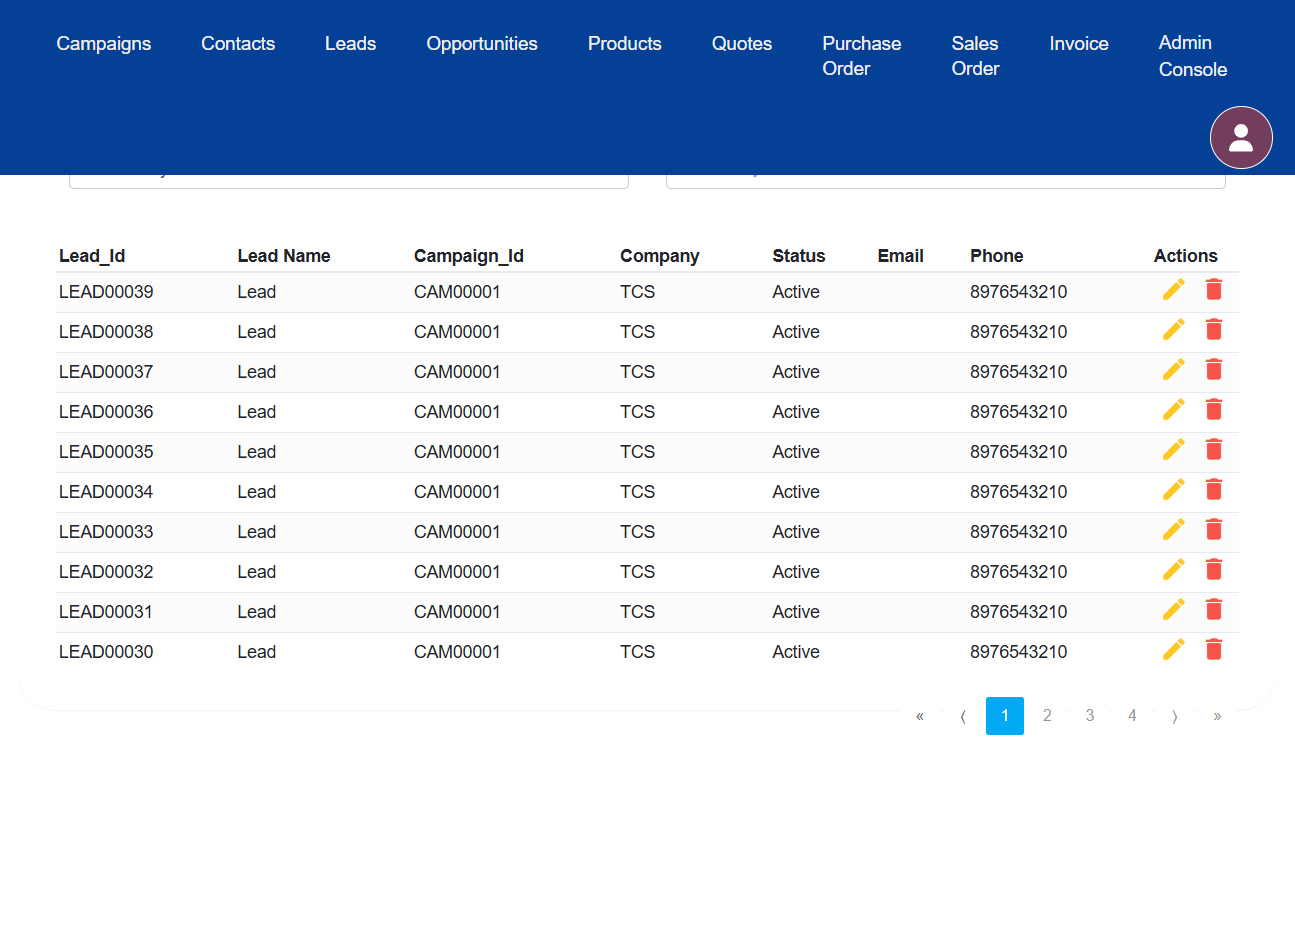 Campaigns Contacts Leads Opportunities Products Quotes Purchase Order Sales Order Invoice Admin Console
Lead_Id Lead Name Campaign_Id Company Status Email Phone Actions
LEAD00039 Lead CAM00001 TCS Active 8976543210
LEAD00038 Lead CAM00001 TCS Active 8976543210
LEAD00037 Lead CAM00001 TCS Active 8976543210
LEAD00036 Lead CAM00001 TCS Active 8976543210
LEAD00035 Lead CAM00001 TCS Active 8976543210
LEAD00034 Lead CAM00001 TCS Active 8976543210
LEAD00033 Lead CAM00001 TCS Active 8976543210
LEAD00032 Lead CAM00001 TCS Active 8976543210
LEAD00031 Lead CAM00001 TCS Active 8976543210
LEAD00030 Lead CAM00001 TCS Active 8976543210
« ⟨ 1 2 3 4 ⟩ »